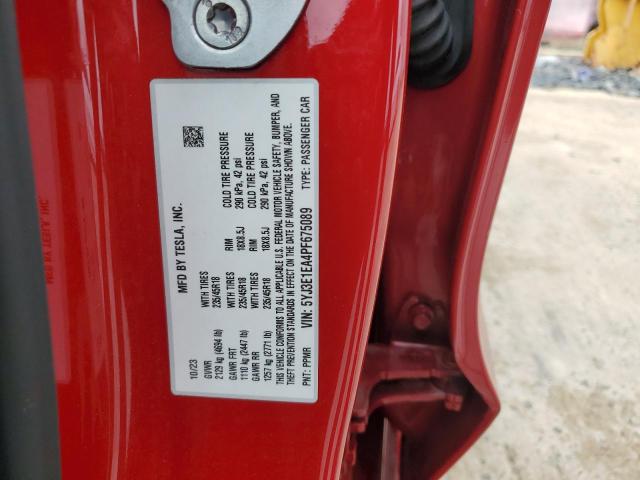 MFD BY TESLA, INC.
10/23
GVWR
2129 kg (4694 lb)
GAWR FRT WITH TIRES RIM COLD TIRE PRESSURE
1110 kg (2447 lb) 235/45R18 18X8.5J 290 kPa, 42 psi
GAWR RR WITH TIRES RIM COLD TIRE PRESSURE
1257 kg (2771 lb) 235/45R18 18X8.5J 290 kPa, 42 psi
THIS VEHICLE CONFORMS TO ALL APPLICABLE U.S. FEDERAL MOTOR VEHICLE SAFETY, BUMPER, AND
THEFT PREVENTION STANDARDS IN EFFECT ON THE DATE OF MANUFACTURE SHOWN ABOVE.
VIN: 5YJ3E1EA4PF675089
PNT: PPMR TYPE: PASSENGER CAR